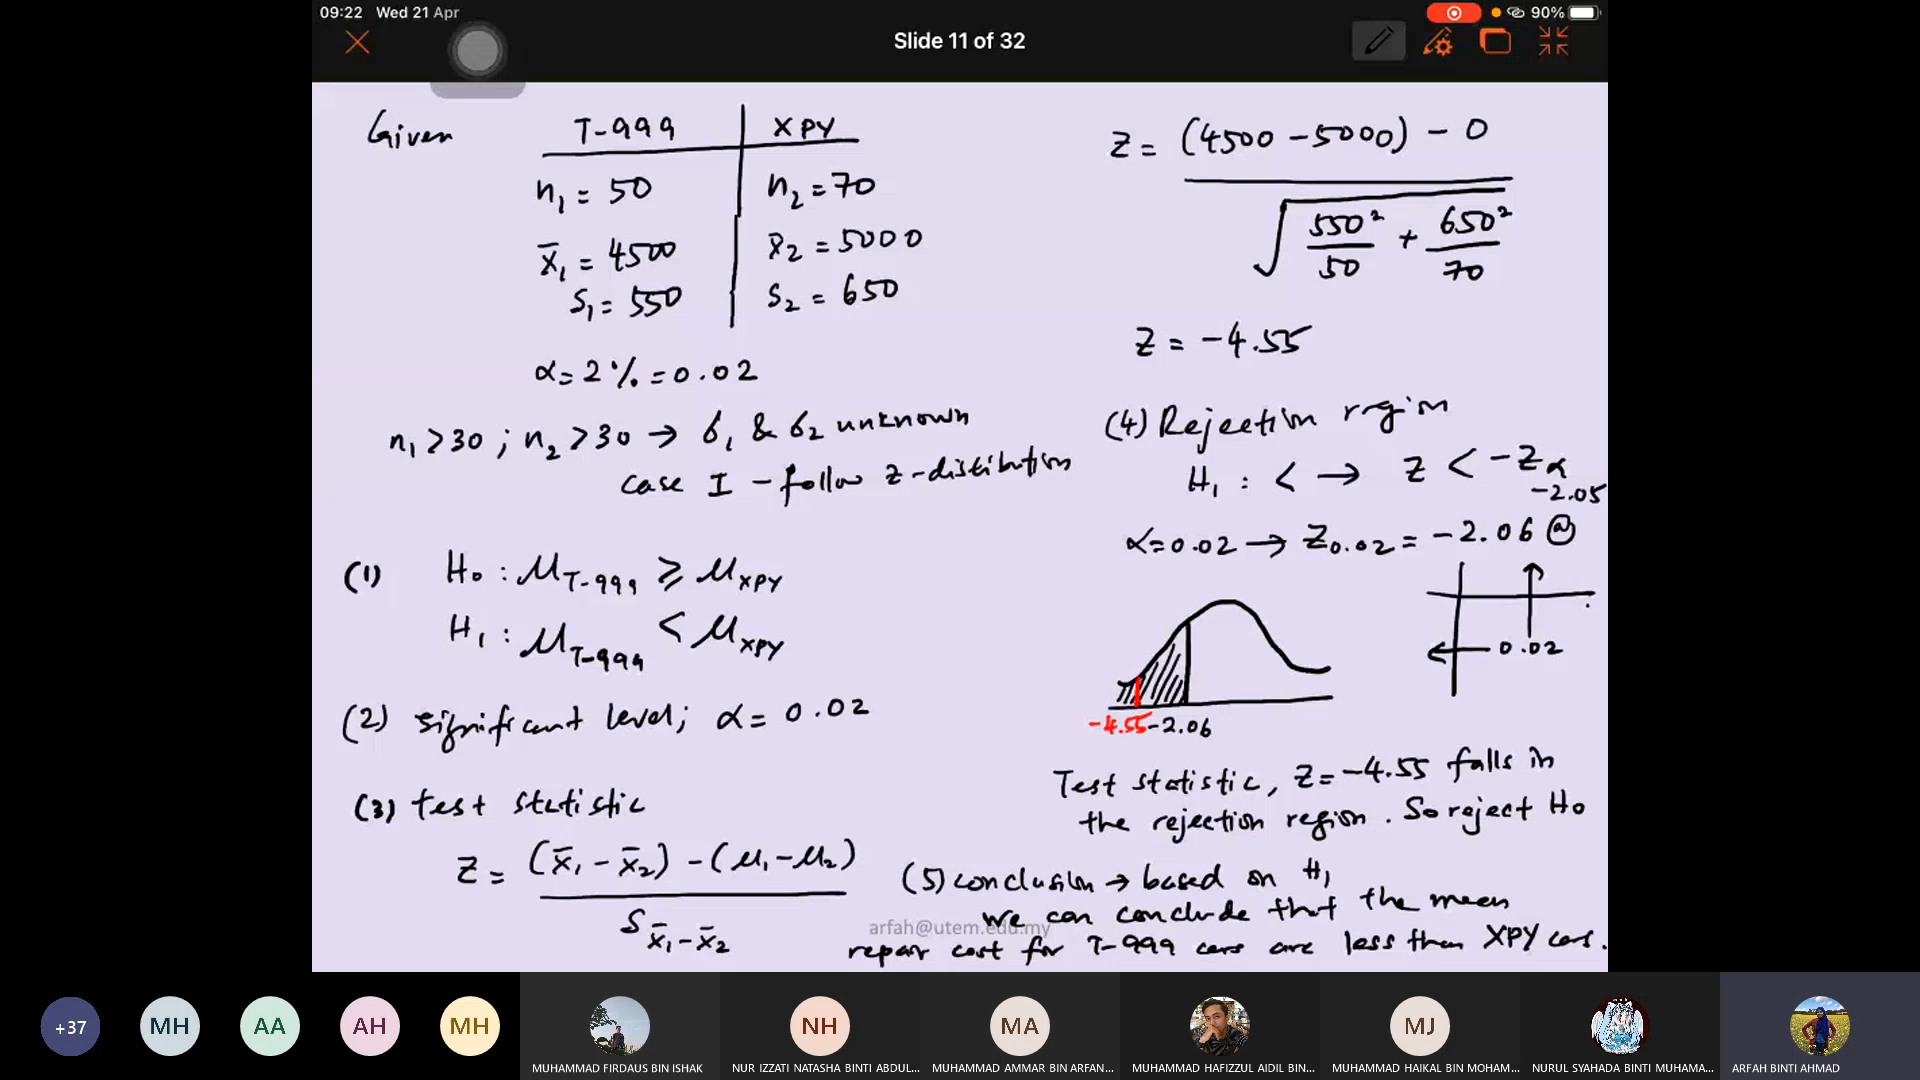 09:22 Wed 21 Apr
90%
Slide 11 of 32
Given
T-999 XPY
n₁ = 50 n₂ = 70
x̄₁ = 4500 x̄₂ = 5000
s₁ = 550 s₂ = 650
α = 2% = 0.02
n₁ > 30 ; n₂ > 30 → σ₁ & σ₂ unknown
case I - follow z-distibution
(1) H₀ : μ_T-999 ≥ μ_XPY
H₁ : μ_T-999 < μ_XPY
(2) significant level; α = 0.02
(3) test statistic
Z = (x̄₁ - x̄₂) - (μ₁ - μ₂)
S x̄₁ - x̄₂
Z = (4500 - 5000) - 0
√ 550²/50 + 650²/70
Z = -4.55
(4) Rejection region
H₁ : < → Z < -Zα
-2.05
α = 0.02 → Z₀.₀₂ = -2.06 @
0.02
-4.55 -2.06
Test statistic, Z = -4.55 falls in
the rejection region. So reject H₀
(5) conclusion → based on H₁
we can conclude that the mean
repair cost for T-999 cars are less than XPY cars.
arfah@utem.edu.my
+37
MH
AA
AH
MH
MUHAMMAD FIRDAUS BIN ISHAK
NH
NUR IZZATI NATASHA BINTI ABDUL...
MA
MUHAMMAD AMMAR BIN ARFAN...
MUHAMMAD HAFIZZUL AIDIL BIN...
MJ
MUHAMMAD HAIKAL BIN MOHAM...
NURUL SYAHADA BINTI MUHAMA...
ARFAH BINTI AHMAD